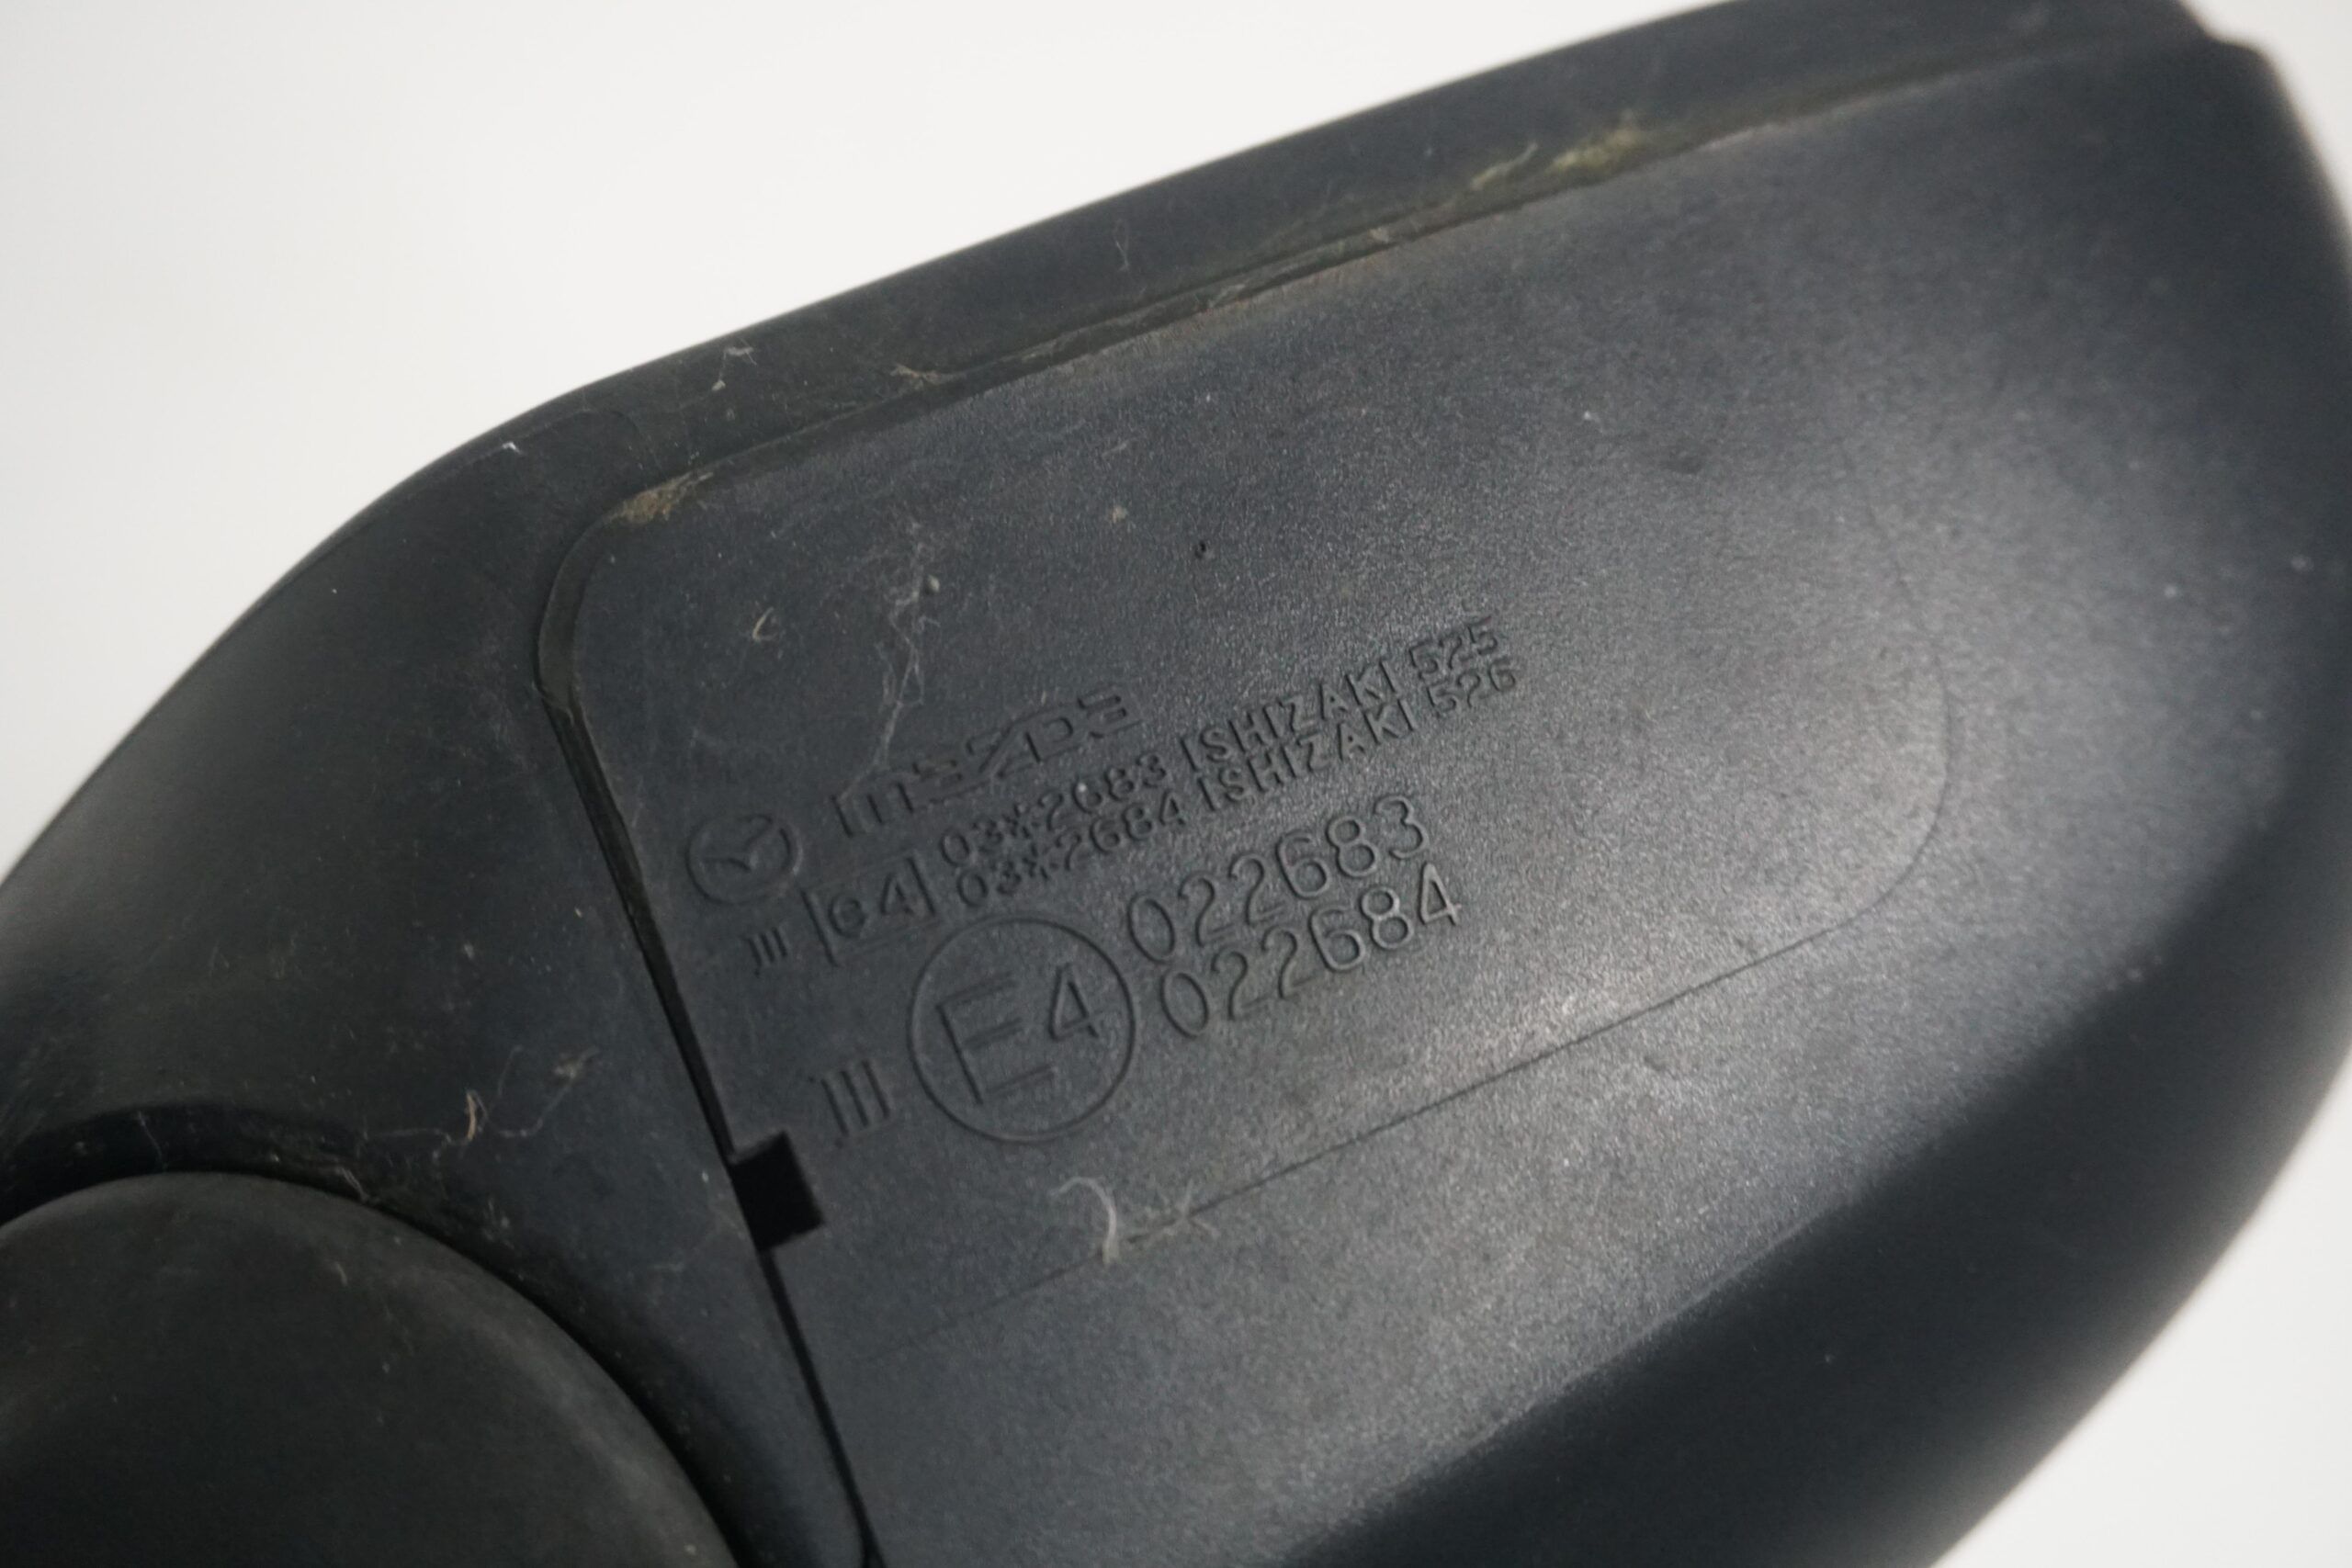 mazda
III e4 03*2683 ISHIZAKI 525
03*2684 ISHIZAKI 526
III E4 022683
022684